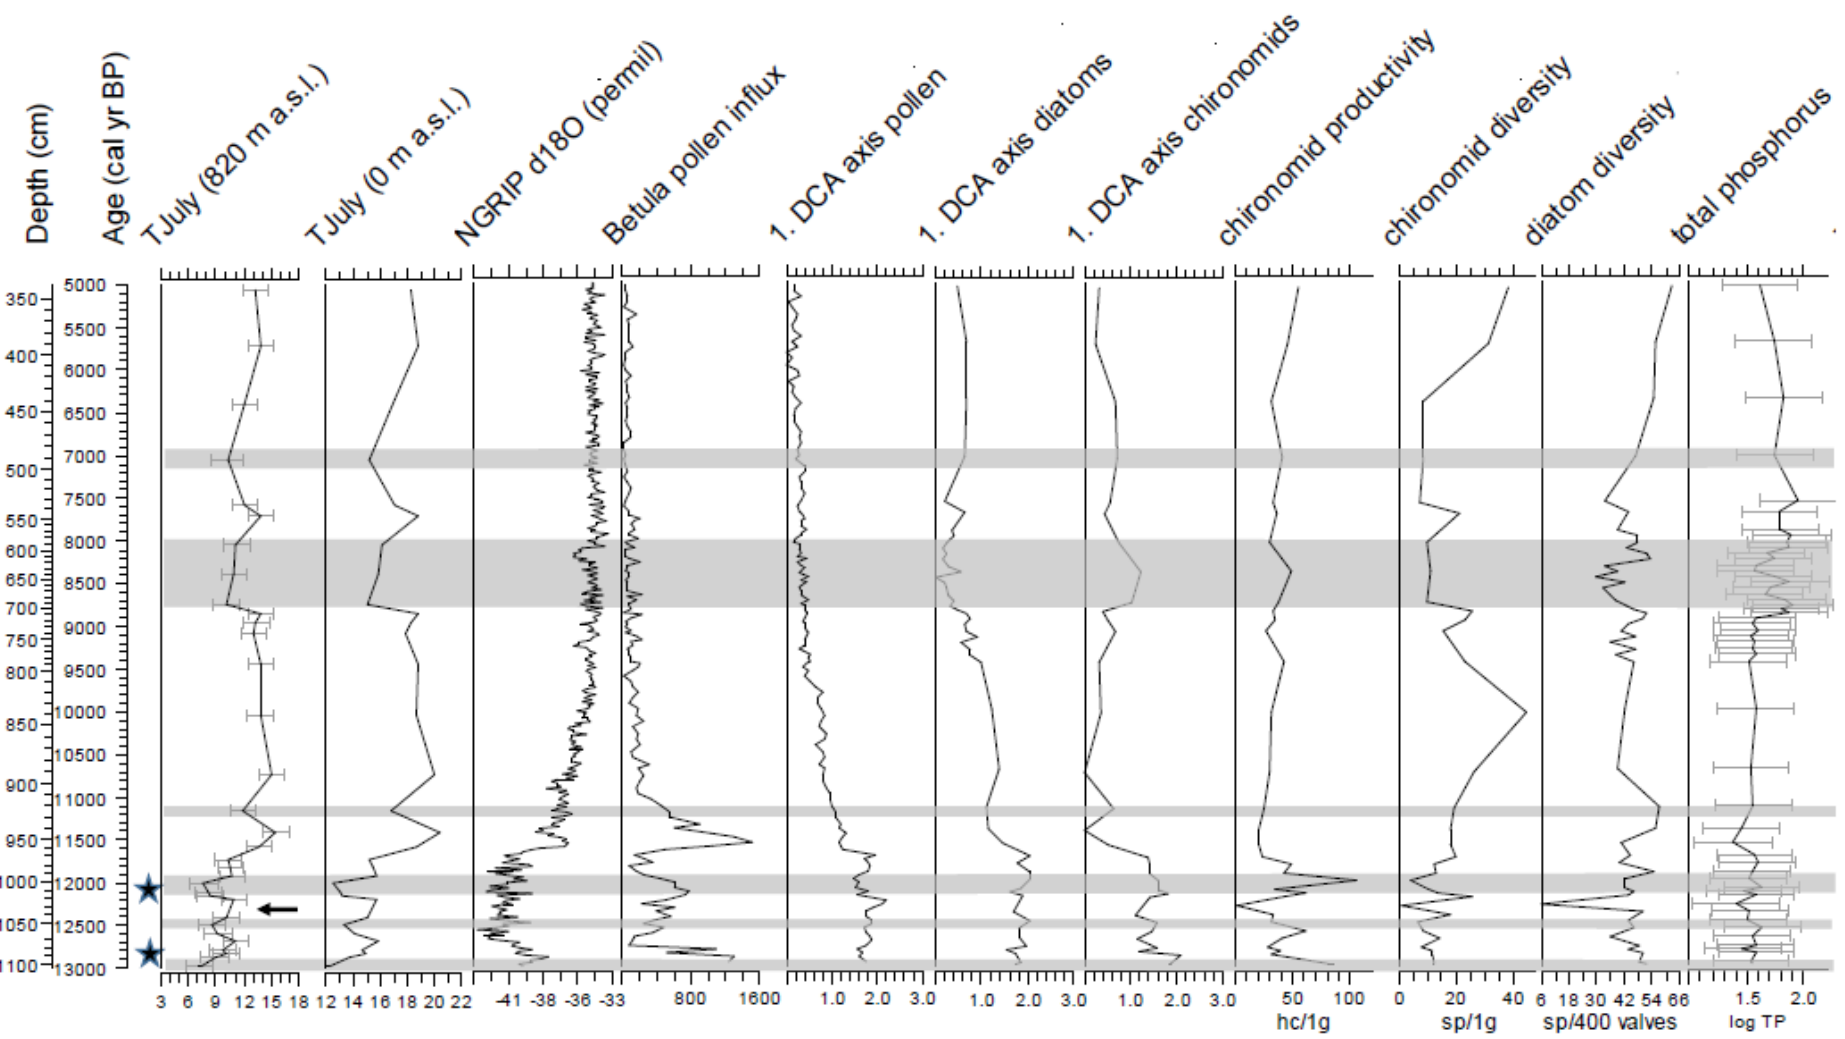 Depth (cm)
Age (cal yr BP)
TJuly (820 m a.s.l.)
TJuly (0 m a.s.l.)
NGRIP d18O (permil)
Betula pollen influx
1. DCA axis pollen
1. DCA axis diatoms
1. DCA axis chironomids
chironomid productivity
chironomid diversity
diatom diversity
total phosphorus
350
400
450
500
550
600
650
700
750
800
850
900
950
1000
1050
1100
5000
5500
6000
6500
7000
7500
8000
8500
9000
9500
10000
10500
11000
11500
12000
12500
13000
3 6 9 12 15 18
12 14 16 18 20 22
-41 -38 -36 -33
800 1600
1.0 2.0 3.0
1.0 2.0 3.0
1.0 2.0 3.0
50 100
0 20 40
6 18 30 42 54 66
1.5 2.0
hc/1g
sp/1g
sp/400 valves
log TP